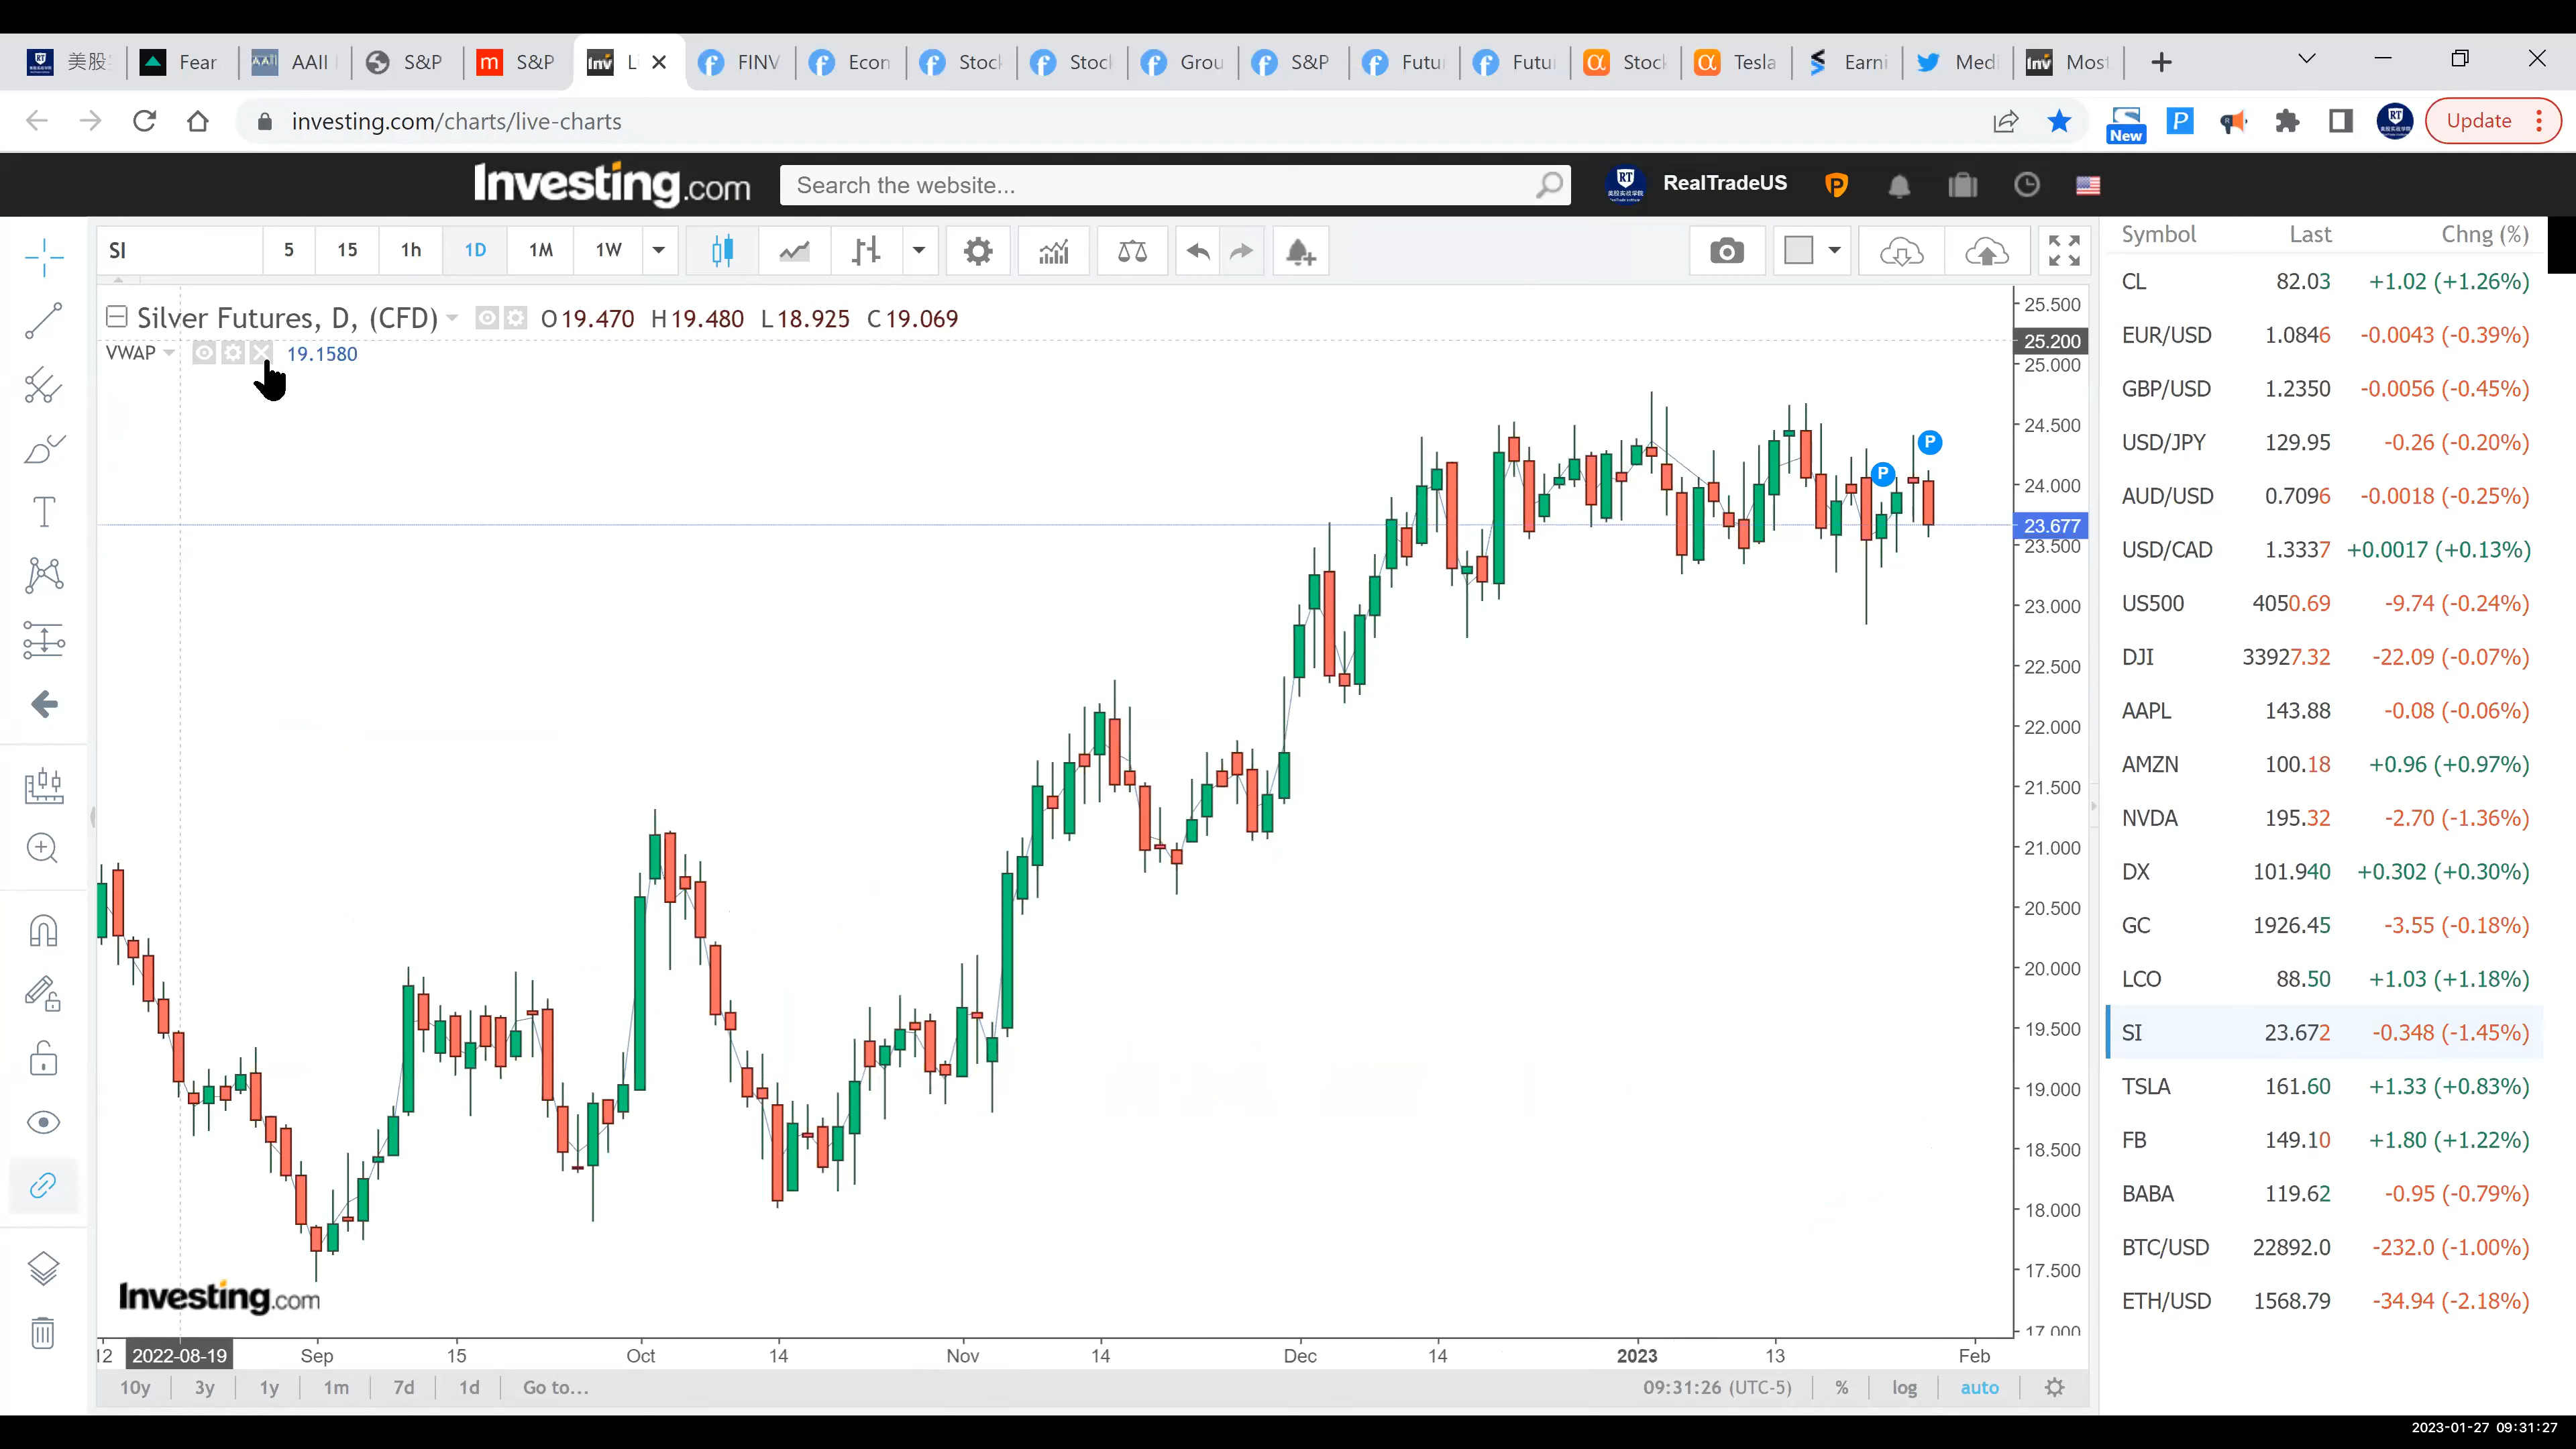 美股 Fear AAII S&P S&P Li FINV Econ Stock Stock Grou S&P Futu Futu Stock Tesla Earni Medi Most
investing.com/charts/live-charts New Update
Investing.com Search the website... RT RealTradeUS
SI 5 15 1h 1D 1M 1W
Silver Futures, D, (CFD) O 19.470 H 19.480 L 18.925 C 19.069
VWAP 19.1580
25.500
25.200
25.000
24.500
24.000
23.677
23.500
23.000
22.500
22.000
21.500
21.000
20.500
20.000
19.500
19.000
18.500
18.000
17.500
17.000
P
P
Investing.com
12 2022-08-19 Sep 15 Oct 14 Nov 14 Dec 14 2023 13 Feb
10y 3y 1y 1m 7d 1d Go to... 09:31:26 (UTC-5) % log auto
Symbol Last Chng (%)
CL 82.03 +1.02 (+1.26%)
EUR/USD 1.0846 -0.0043 (-0.39%)
GBP/USD 1.2350 -0.0056 (-0.45%)
USD/JPY 129.95 -0.26 (-0.20%)
AUD/USD 0.7096 -0.0018 (-0.25%)
USD/CAD 1.3337 +0.0017 (+0.13%)
US500 4050.69 -9.74 (-0.24%)
DJI 33927.32 -22.09 (-0.07%)
AAPL 143.88 -0.08 (-0.06%)
AMZN 100.18 +0.96 (+0.97%)
NVDA 195.32 -2.70 (-1.36%)
DX 101.940 +0.302 (+0.30%)
GC 1926.45 -3.55 (-0.18%)
LCO 88.50 +1.03 (+1.18%)
SI 23.672 -0.348 (-1.45%)
TSLA 161.60 +1.33 (+0.83%)
FB 149.10 +1.80 (+1.22%)
BABA 119.62 -0.95 (-0.79%)
BTC/USD 22892.0 -232.0 (-1.00%)
ETH/USD 1568.79 -34.94 (-2.18%)
2023-01-27 09:31:27